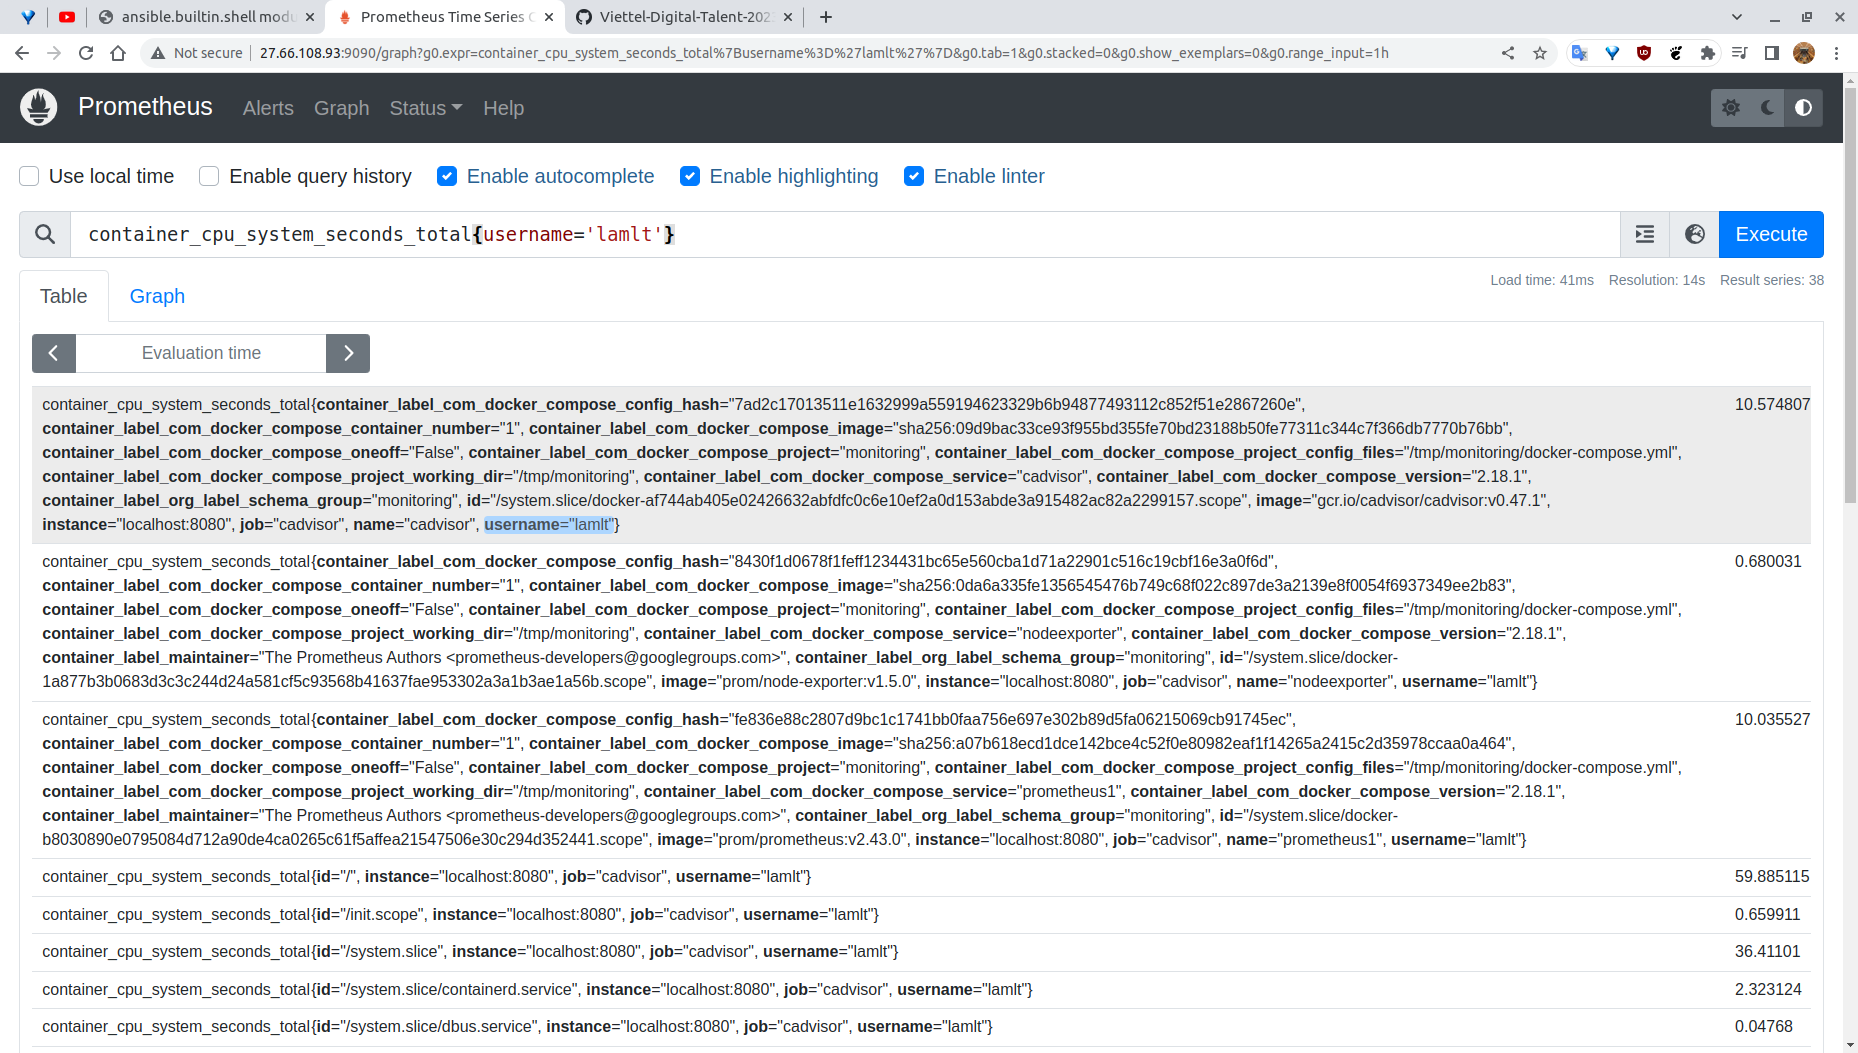 ansible.builtin.shell modu
Prometheus Time Series C
Viettel-Digital-Talent-202
Not secure
27.66.108.93:9090/graph?g0.expr=container_cpu_system_seconds_total%7Busername%3D%27lamlt%27%7D&g0.tab=1&g0.stacked=0&g0.show_exemplars=0&g0.range_input=1h
Prometheus Alerts Graph Status Help
Use local time Enable query history Enable autocomplete Enable highlighting Enable linter
container_cpu_system_seconds_total{username='lamlt'}
Execute
Table Graph
Load time: 41ms Resolution: 14s Result series: 38
Evaluation time
container_cpu_system_seconds_total{container_label_com_docker_compose_config_hash="7ad2c17013511e1632999a559194623329b6b94877493112c852f51e2867260e", 10.574807
container_label_com_docker_compose_container_number="1", container_label_com_docker_compose_image="sha256:09d9bac33ce93f955bd355fe70bd23188b50fe77311c344c7f366db7770b76bb",
container_label_com_docker_compose_oneoff="False", container_label_com_docker_compose_project="monitoring", container_label_com_docker_compose_project_config_files="/tmp/monitoring/docker-compose.yml",
container_label_com_docker_compose_project_working_dir="/tmp/monitoring", container_label_com_docker_compose_service="cadvisor", container_label_com_docker_compose_version="2.18.1",
container_label_org_label_schema_group="monitoring", id="/system.slice/docker-af744ab405e02426632abfdfc0c6e10ef2a0d153abde3a915482ac82a2299157.scope", image="gcr.io/cadvisor/cadvisor:v0.47.1",
instance="localhost:8080", job="cadvisor", name="cadvisor", username="lamlt"}
container_cpu_system_seconds_total{container_label_com_docker_compose_config_hash="8430f1d0678f1feff1234431bc65e560cba1d71a22901c516c19cbf16e3a0f6d", 0.680031
container_label_com_docker_compose_container_number="1", container_label_com_docker_compose_image="sha256:0da6a335fe1356545476b749c68f022c897de3a2139e8f0054f6937349ee2b83",
container_label_com_docker_compose_oneoff="False", container_label_com_docker_compose_project="monitoring", container_label_com_docker_compose_project_config_files="/tmp/monitoring/docker-compose.yml",
container_label_com_docker_compose_project_working_dir="/tmp/monitoring", container_label_com_docker_compose_service="nodeexporter", container_label_com_docker_compose_version="2.18.1",
container_label_maintainer="The Prometheus Authors <prometheus-developers@googlegroups.com>", container_label_org_label_schema_group="monitoring", id="/system.slice/docker-
1a877b3b0683d3c3c244d24a581cf5c93568b41637fae953302a3a1b3ae1a56b.scope", image="prom/node-exporter:v1.5.0", instance="localhost:8080", job="cadvisor", name="nodeexporter", username="lamlt"}
container_cpu_system_seconds_total{container_label_com_docker_compose_config_hash="fe836e88c2807d9bc1c1741bb0faa756e697e302b89d5fa06215069cb91745ec", 10.035527
container_label_com_docker_compose_container_number="1", container_label_com_docker_compose_image="sha256:a07b618ecd1dce142bce4c52f0e80982eaf1f14265a2415c2d35978ccaa0a464",
container_label_com_docker_compose_oneoff="False", container_label_com_docker_compose_project="monitoring", container_label_com_docker_compose_project_config_files="/tmp/monitoring/docker-compose.yml",
container_label_com_docker_compose_project_working_dir="/tmp/monitoring", container_label_com_docker_compose_service="prometheus1", container_label_com_docker_compose_version="2.18.1",
container_label_maintainer="The Prometheus Authors <prometheus-developers@googlegroups.com>", container_label_org_label_schema_group="monitoring", id="/system.slice/docker-
b8030890e0795084d712a90de4ca0265c61f5affea21547506e30c294d352441.scope", image="prom/prometheus:v2.43.0", instance="localhost:8080", job="cadvisor", name="prometheus1", username="lamlt"}
container_cpu_system_seconds_total{id="/", instance="localhost:8080", job="cadvisor", username="lamlt"} 59.885115
container_cpu_system_seconds_total{id="/init.scope", instance="localhost:8080", job="cadvisor", username="lamlt"} 0.659911
container_cpu_system_seconds_total{id="/system.slice", instance="localhost:8080", job="cadvisor", username="lamlt"} 36.41101
container_cpu_system_seconds_total{id="/system.slice/containerd.service", instance="localhost:8080", job="cadvisor", username="lamlt"} 2.323124
container_cpu_system_seconds_total{id="/system.slice/dbus.service", instance="localhost:8080", job="cadvisor", username="lamlt"} 0.04768